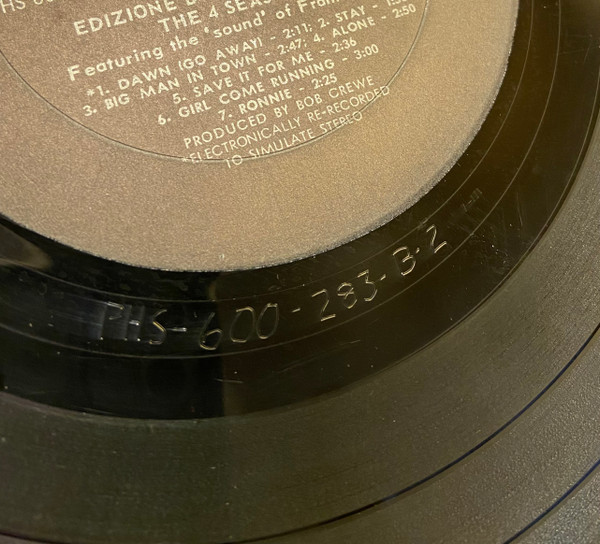 EDIZIONE D
THE 4 SEAS
Featuring the 'sound' of Fran
*1. DAWN (GO AWAY) - 2:11; 2. STAY -
3. BIG MAN IN TOWN - 2:47; 4. ALONE - 2:50
5. SAVE IT FOR ME - 2:36
6. GIRL COME RUNNING - 3:00
7. RONNIE - 2:25
PRODUCED BY BOB CREWE
*ELECTRONICALLY RE-RECORDED
TO SIMULATE STEREO
PHS-600-283-B-2